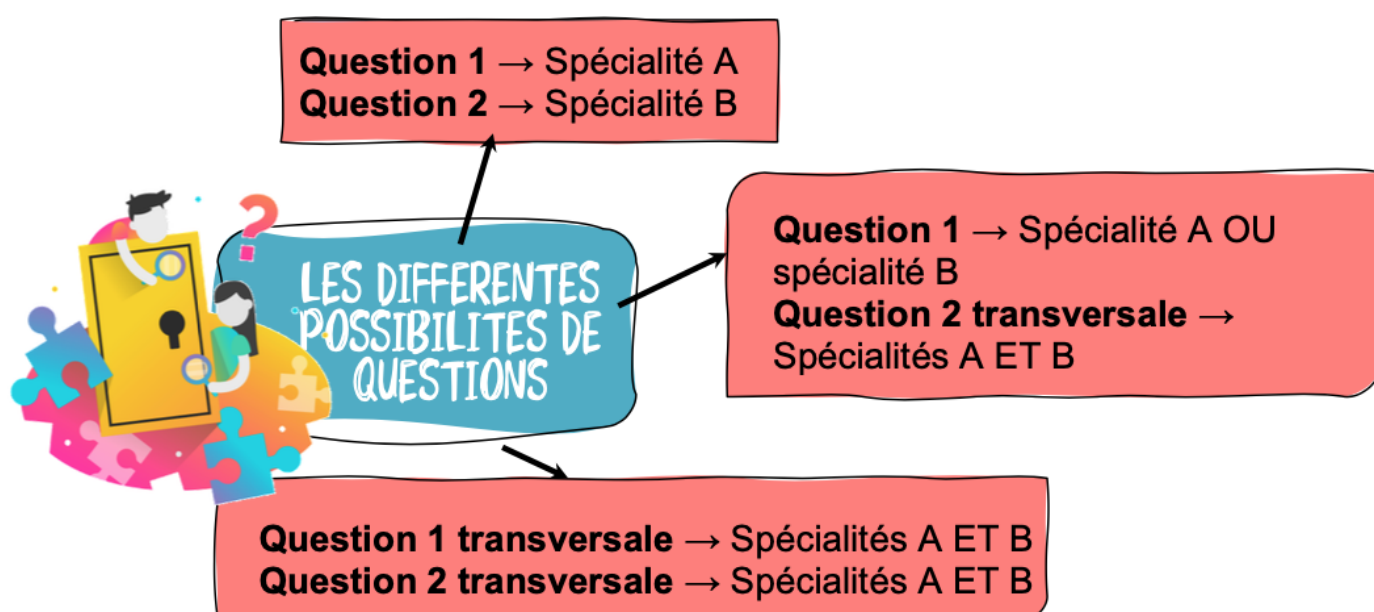 Question 1 → Spécialité A
Question 2 → Spécialité B
?
LES DIFFERENTES
POSSIBILITES DE
QUESTIONS
Question 1 → Spécialité A OU
spécialité B
Question 2 transversale →
Spécialités A ET B
Question 1 transversale → Spécialités A ET B
Question 2 transversale → Spécialités A ET B